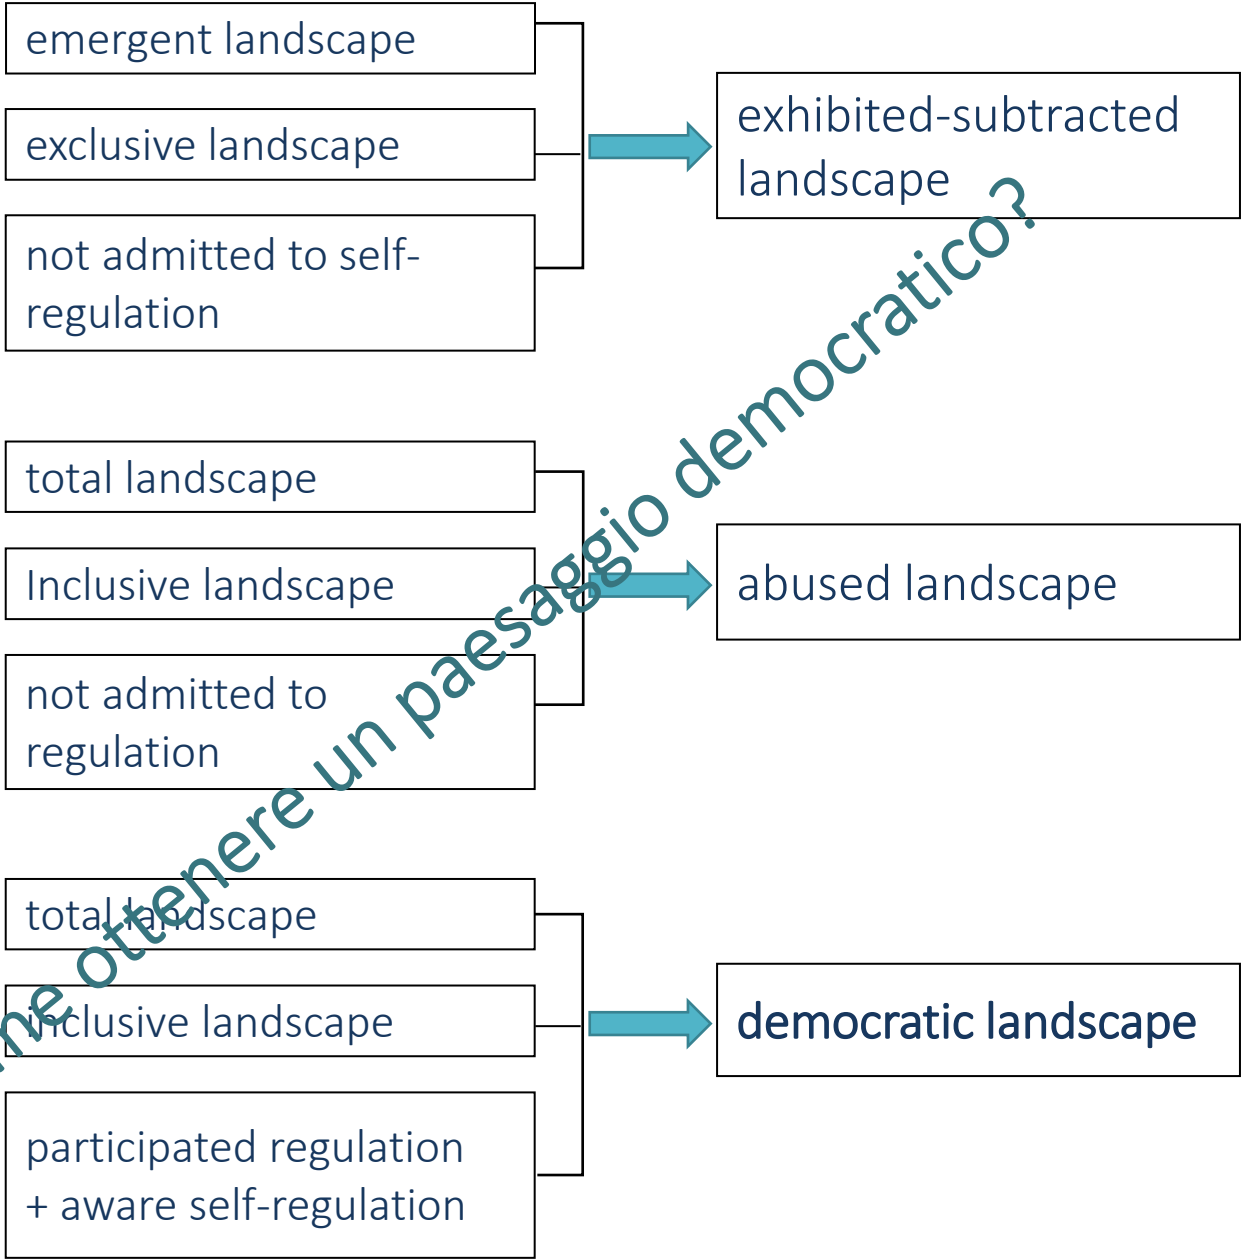 emergent landscape
exclusive landscape
not admitted to self-
regulation
exhibited-subtracted
landscape
total landscape
Inclusive landscape
not admitted to
regulation
abused landscape
total landscape
inclusive landscape
participated regulation
+ aware self-regulation
democratic landscape
ottenere un paesaggio democratico?